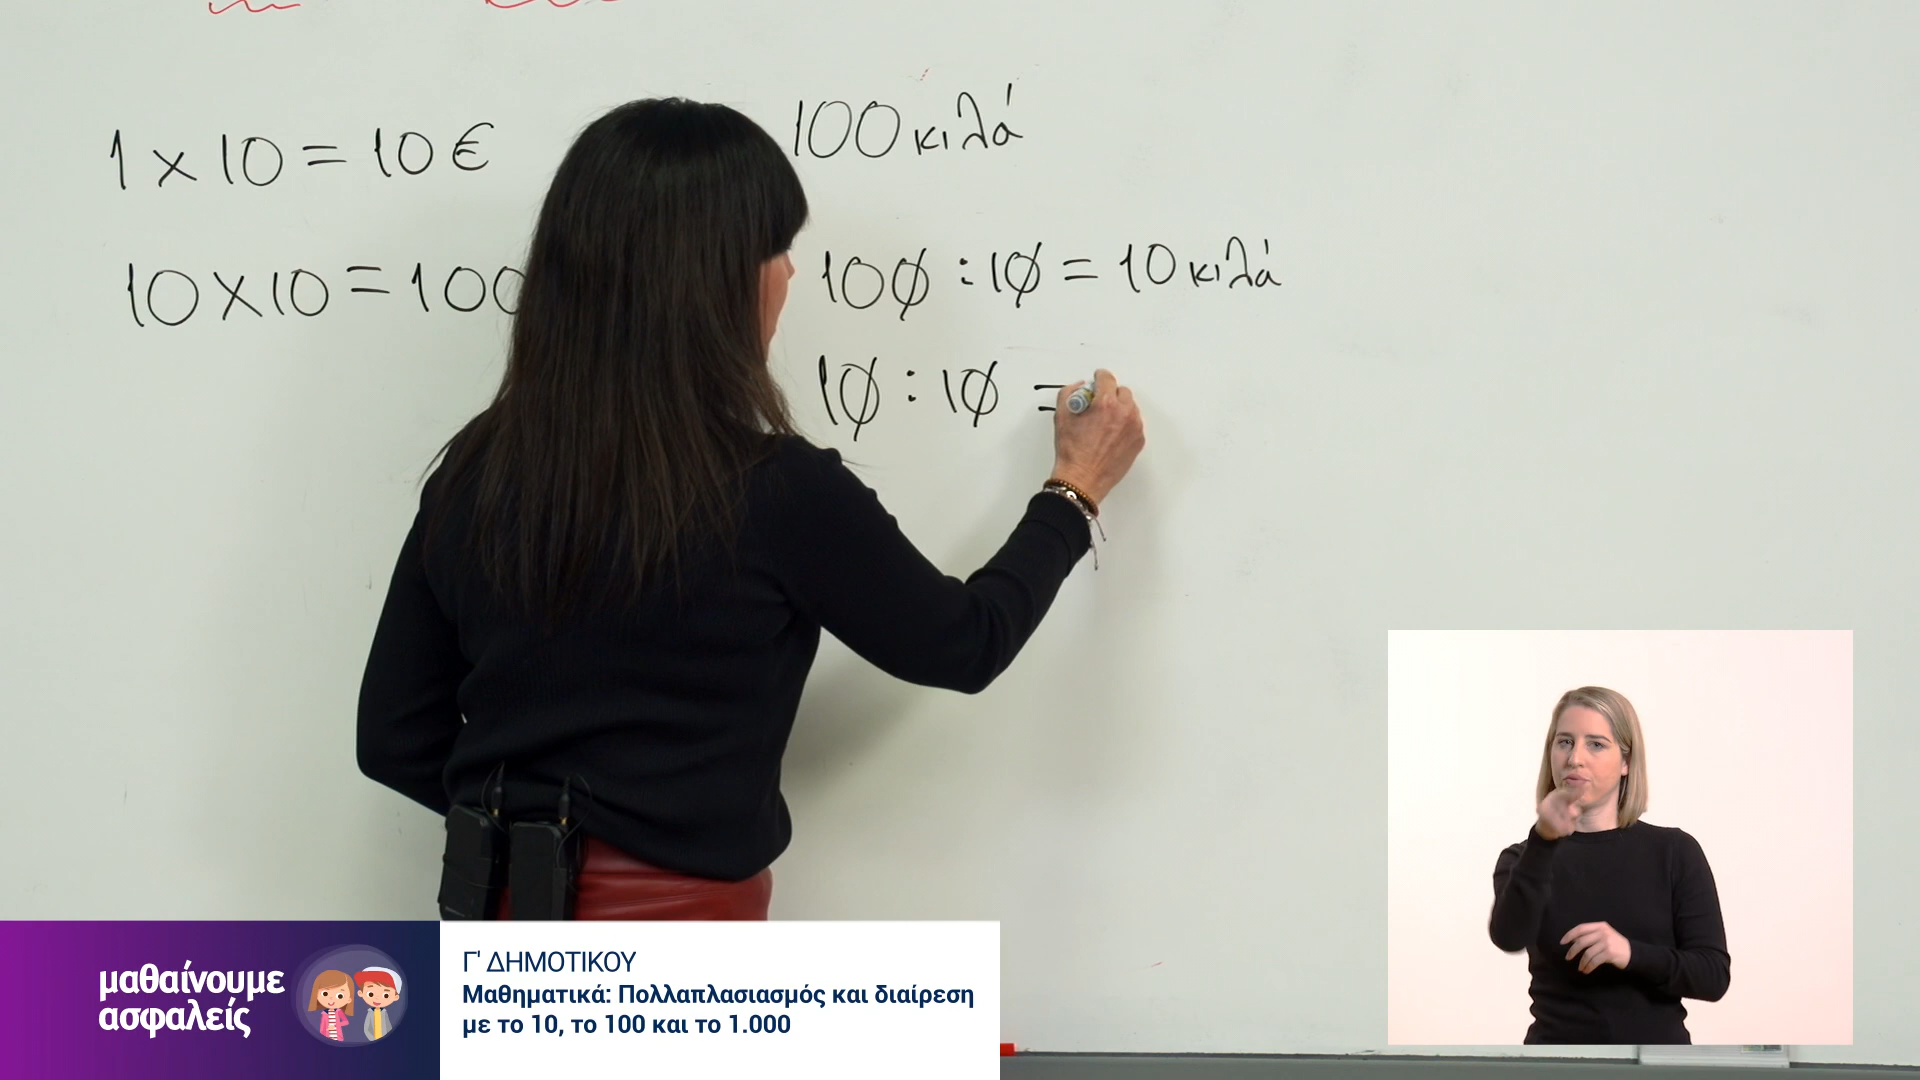 1 x 10 = 10 €
10 x 10 = 100
100 κιλά
100 : 10 = 10 κιλά
10 : 10 =
μαθαίνουμε
ασφαλείς
Γ' ΔΗΜΟΤΙΚΟΥ
Μαθηματικά: Πολλαπλασιασμός και διαίρεση
με το 10, το 100 και το 1.000